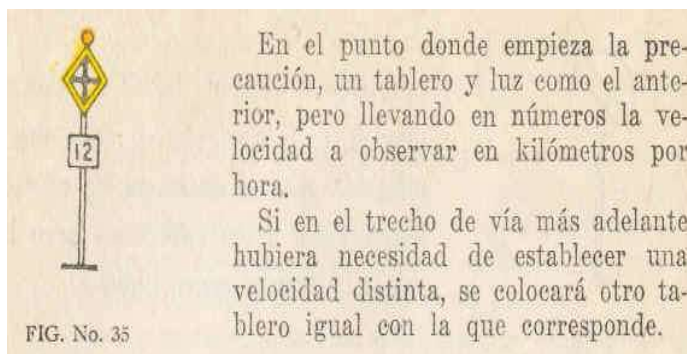 12
FIG. No. 35
En el punto donde empieza la pre-
caución, un tablero y luz como el ante-
rior, pero llevando en números la ve-
locidad a observar en kilómetros por
hora.
Si en el trecho de vía más adelante
hubiera necesidad de establecer una
velocidad distinta, se colocará otro ta-
blero igual con la que corresponde.